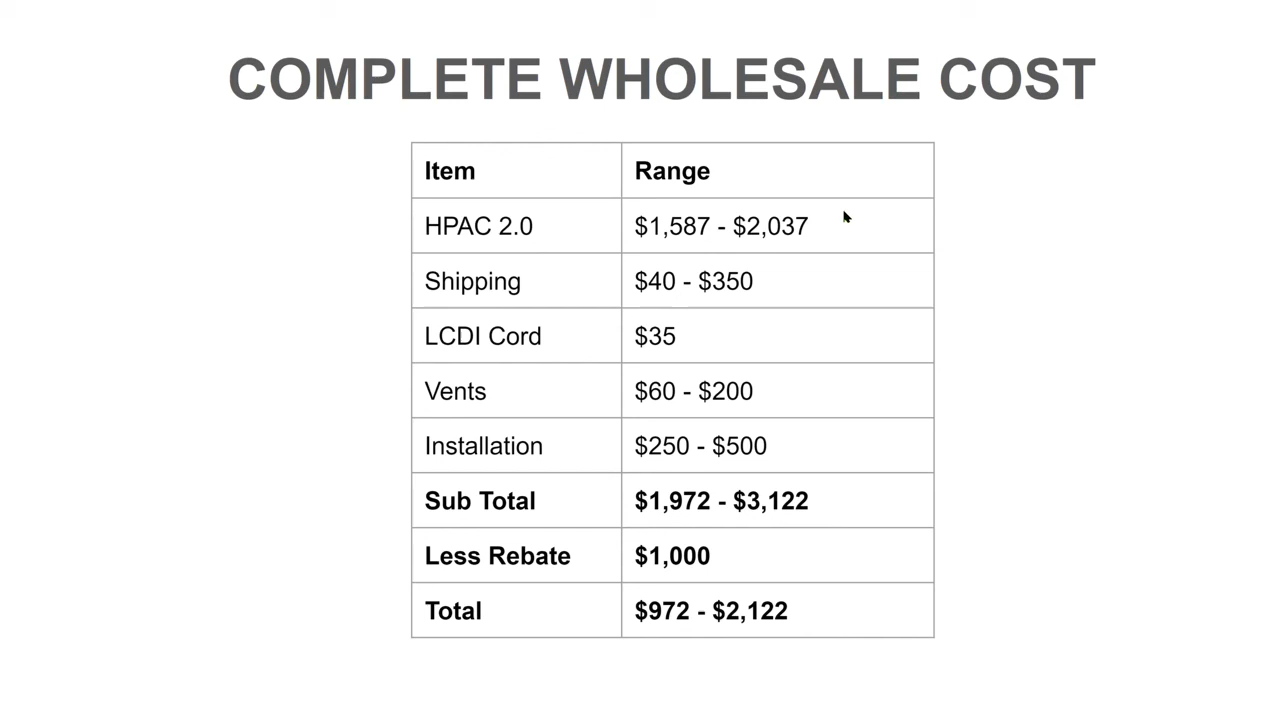 COMPLETE WHOLESALE COST
Item Range
HPAC 2.0 $1,587 - $2,037
Shipping $40 - $350
LCDI Cord $35
Vents $60 - $200
Installation $250 - $500
Sub Total $1,972 - $3,122
Less Rebate $1,000
Total $972 - $2,122